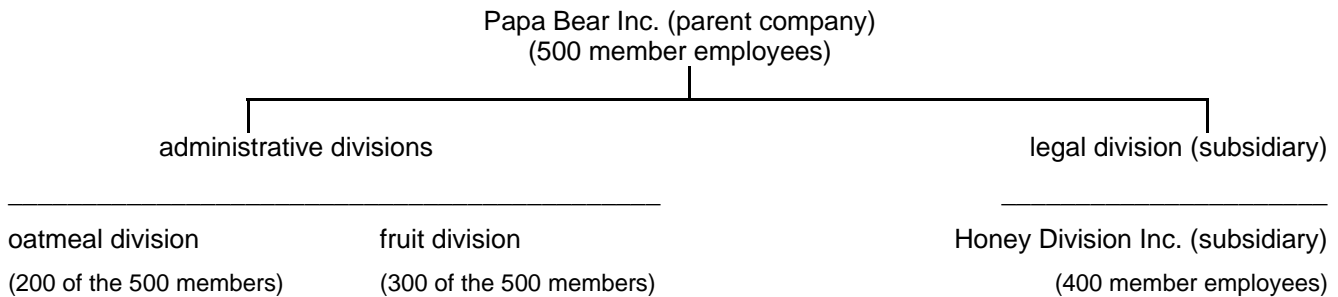 Papa Bear Inc. (parent company)
(500 member employees)
administrative divisions legal division (subsidiary)
oatmeal division fruit division Honey Division Inc. (subsidiary)
(200 of the 500 members) (300 of the 500 members) (400 member employees)